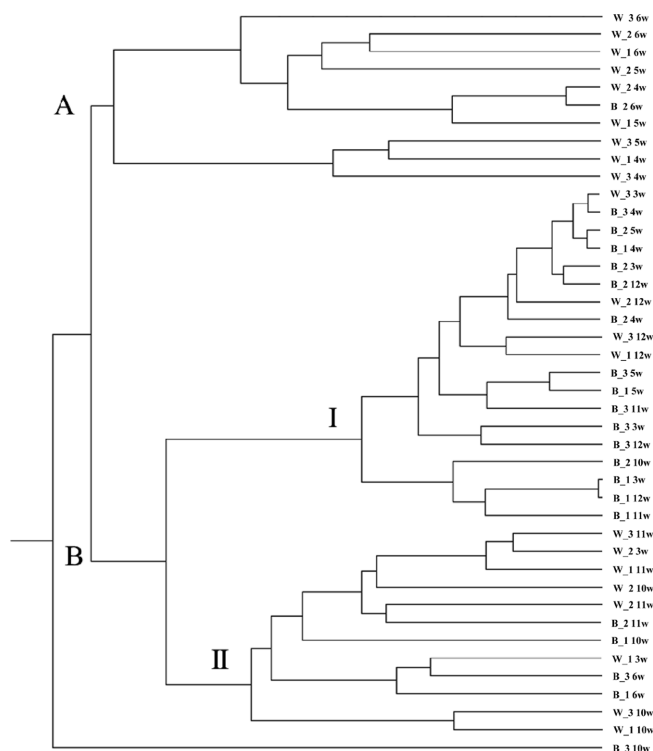 W_3 6w
W_2 6w
W_1 6w
W_2 5w
A
W_2 4w
B_2 6w
W_1 5w
W_3 5w
W_1 4w
W_3 4w
W_3 3w
B_3 4w
B_2 5w
B_1 4w
B_2 3w
B_2 12w
W_2 12w
B_2 4w
W_3 12w
W_1 12w
B_3 5w
B_1 5w
B_3 11w
I
B_3 3w
B_3 12w
B_2 10w
B_1 3w
B_1 12w
B_1 11w
W_3 11w
W_2 3w
B
W_1 11w
W_2 10w
W_2 11w
B_2 11w
B_1 10w
II
W_1 3w
B_3 6w
B_1 6w
W_3 10w
W_1 10w
B_3 10w